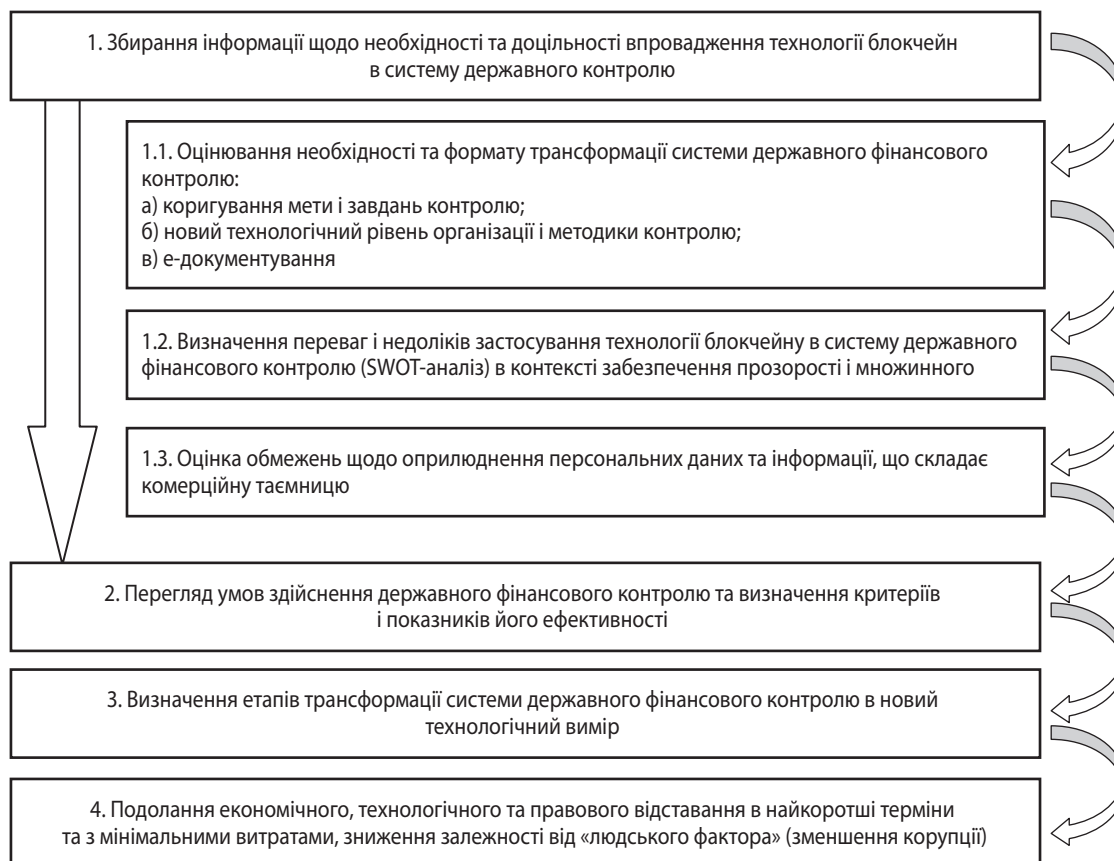 1. Збирання інформації щодо необхідності та доцільності впровадження технології блокчейн
в систему державного контролю
1.1. Оцінювання необхідності та формату трансформації системи державного фінансового
контролю:
а) коригування мети і завдань контролю;
б) новий технологічний рівень організації і методики контролю;
в) е-документування
1.2. Визначення переваг і недоліків застосування технології блокчейну в систему державного
фінансового контролю (SWOT-аналіз) в контексті забезпечення прозорості і множинного
1.3. Оцінка обмежень щодо оприлюднення персональних даних та інформації, що складає
комерційну таємницю
2. Перегляд умов здійснення державного фінансового контролю та визначення критеріїв
і показників його ефективності
3. Визначення етапів трансформації системи державного фінансового контролю в новий
технологічний вимір
4. Подолання економічного, технологічного та правового відставання в найкоротші терміни
та з мінімальними витратами, зниження залежності від «людського фактора» (зменшення корупції)